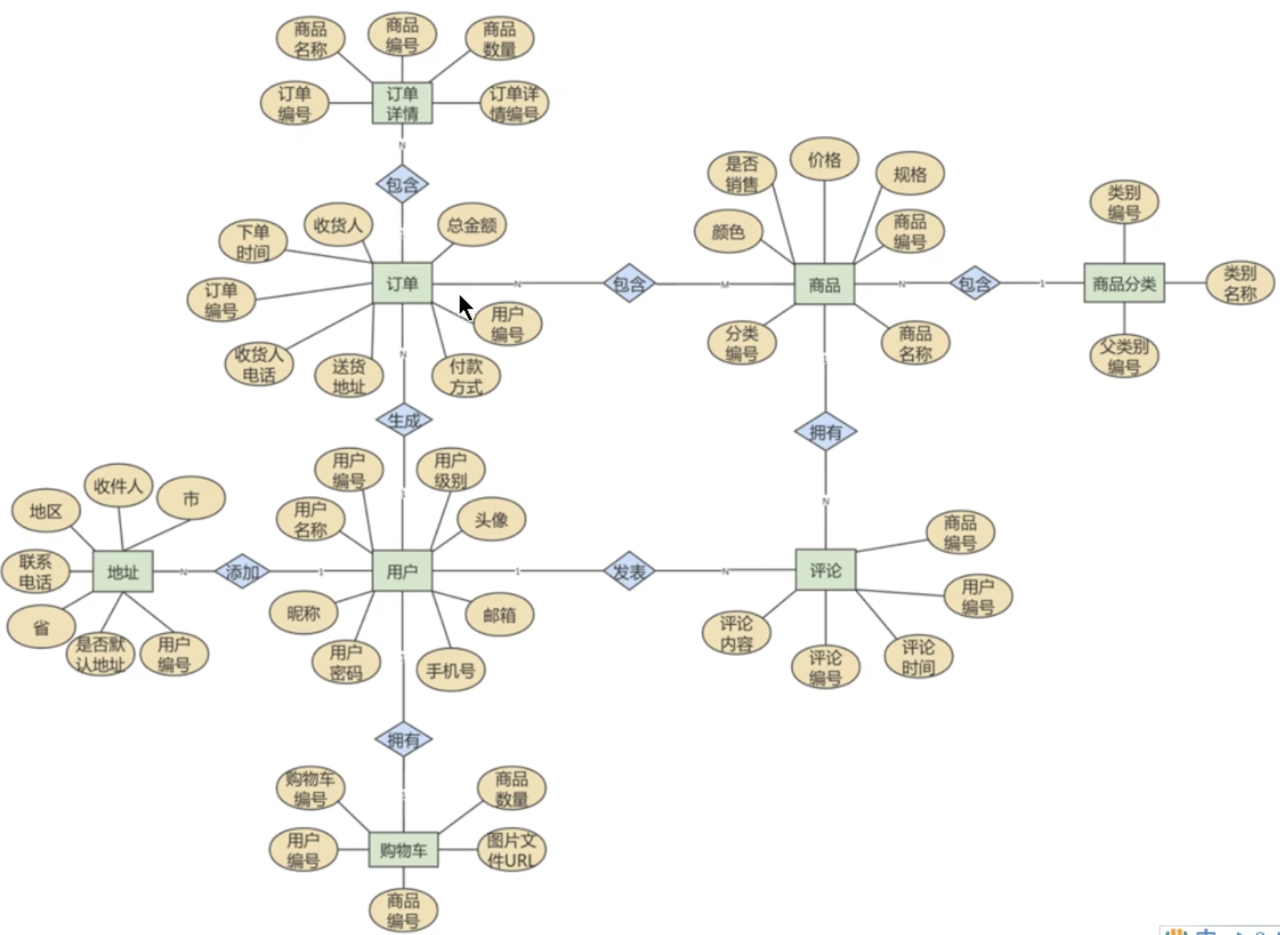 商品
名称
商品
编号
商品
数量
订单
编号
订单
详情
订单详
情编号
N
包含
1
下单
时间
收货人
总金额
订单
编号
订单
用户
编号
收货人
电话
送货
地址
付款
方式
N
包含
M
是否
销售
价格
规格
颜色
商品
编号
商品
分类
编号
商品
名称
N
包含
1
类别
编号
商品分类
类别
名称
父类别
编号
N
生成
1
1
拥有
N
地区
收件人
市
联系
电话
地址
省
是否默
认地址
用户
编号
N
添加
1
用户
编号
用户
级别
用户
名称
头像
用户
昵称
邮箱
用户
密码
手机号
1
发表
N
评论
商品
编号
用户
编号
评论
内容
评论
编号
评论
时间
1
拥有
1
购物车
编号
商品
数量
用户
编号
购物车
图片文
件URL
商品
编号